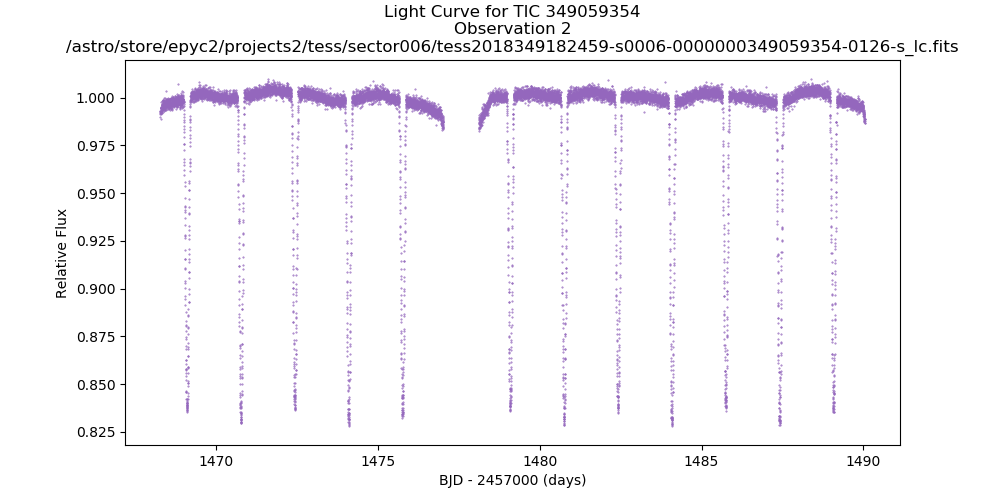 Light Curve for TIC 349059354
Observation 2
/astro/store/epyc2/projects2/tess/sector006/tess2018349182459-s0006-0000000349059354-0126-s_lc.fits
1.000
0.975
0.950
0.925
0.900
0.875
0.850
0.825
Relative Flux
1470 1475 1480 1485 1490
BJD - 2457000 (days)